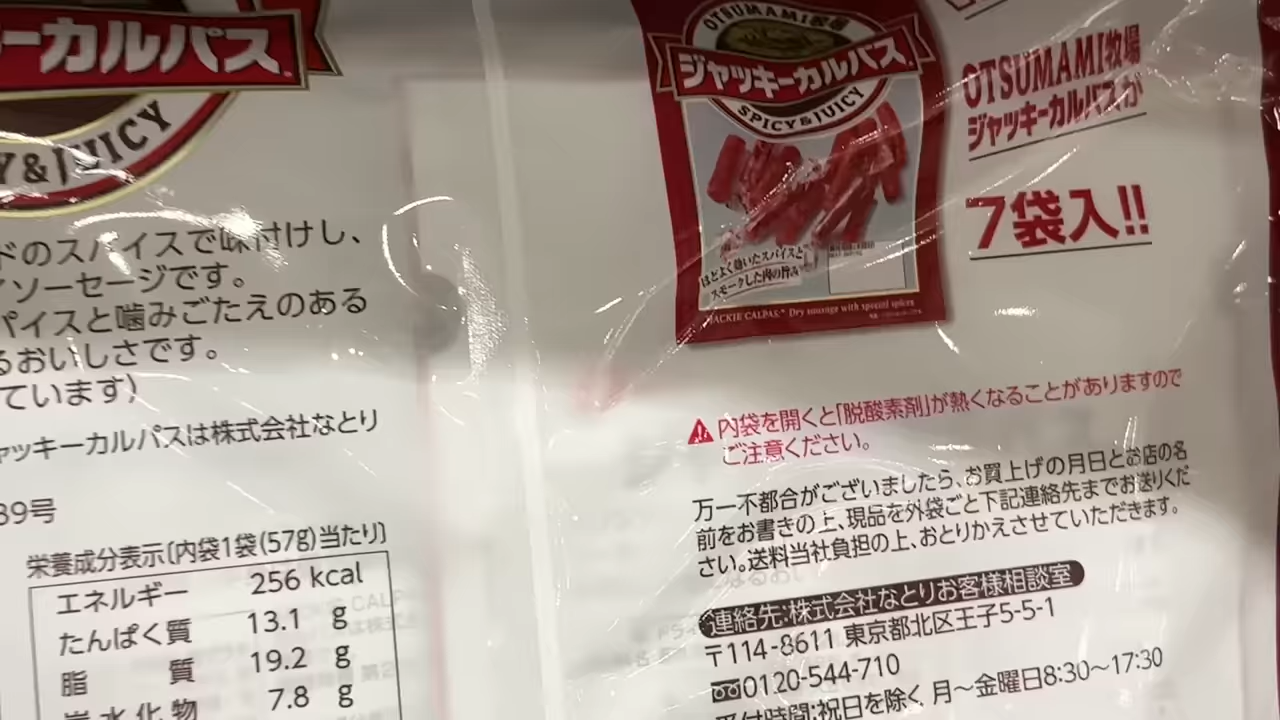 ーカルパス
Y & JUICY
ドのスパイスで味付けし、
ソーセージです。
パイスと噛みごたえのある
るおいしさです。
ています)
ャッキーカルパスは株式会社なとり
39号
栄養成分表示〔内袋1袋(57g)当たり〕
エネルギー 256 kcal
たんぱく質 13.1 g
脂質 19.2 g
炭水化物 7.8 g
OTSUMAMI牧場
ジャッキーカルパス
SPICY & JUICY
ほどよく効いたスパイスと
スモークした肉の旨み
JACKIE CALPAS Dry sausage with special spices
OTSUMAMI牧場
ジャッキーカルパスが
7袋入!!
内袋を開くと「脱酸素剤」が熱くなることがありますので
ご注意ください。
万一不都合がございましたら、お買上げの月日とお店の名
前をお書きの上、現品を外袋ごと下記連絡先までお送りくだ
さい。送料当社負担の上、おとりかえさせていただきます。
連絡先:株式会社なとりお客様相談室
〒114-8611 東京都北区王子5-5-1
0120-544-710
受付時間:祝日を除く 月～金曜日8:30～17:30